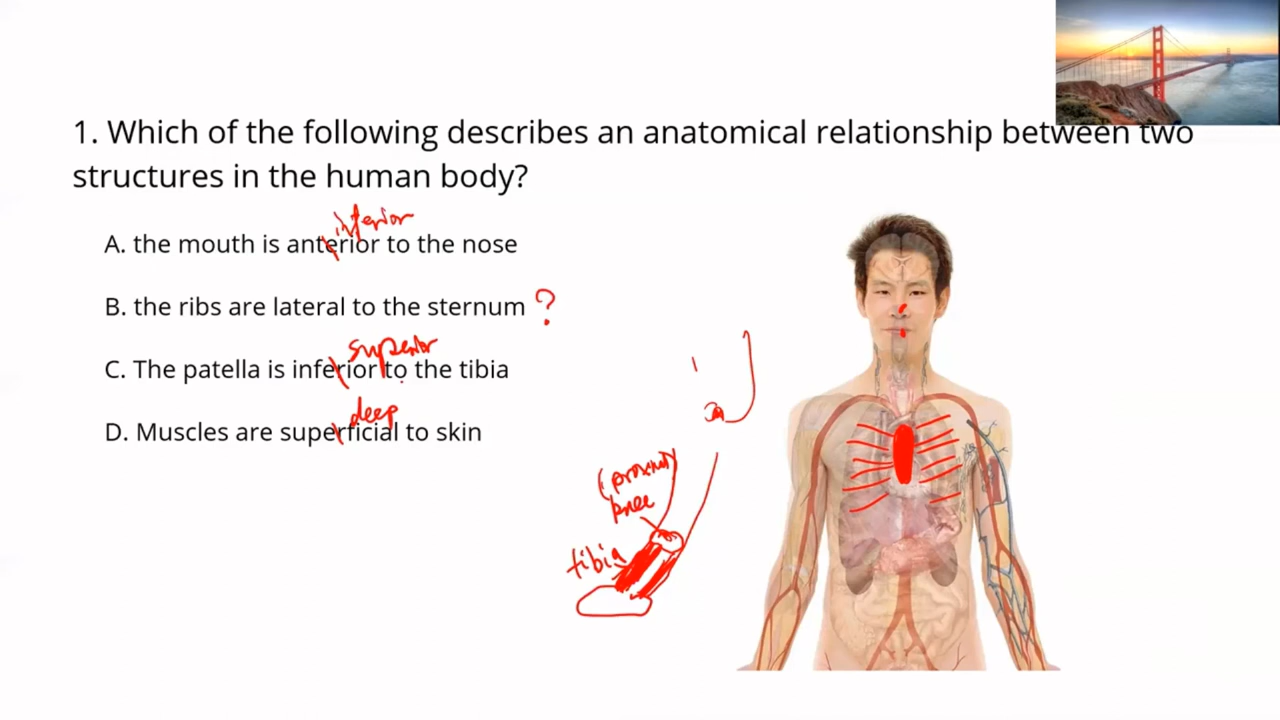 1. Which of the following describes an anatomical relationship between two
structures in the human body?
inferior
A. the mouth is anterior to the nose
B. the ribs are lateral to the sternum ?
superior
C. The patella is inferior to the tibia
deep
D. Muscles are superficial to skin
knee
tibia